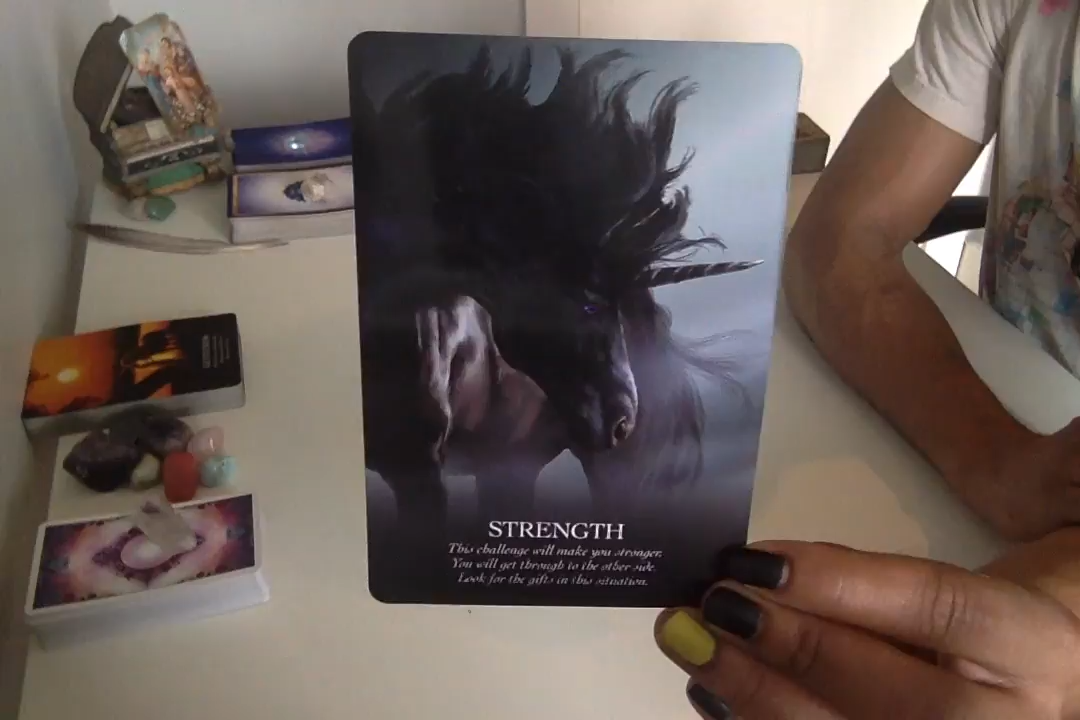 STRENGTH
This challenge will make you stronger.
You will get through to the other side.
Look for the gifts in this situation.